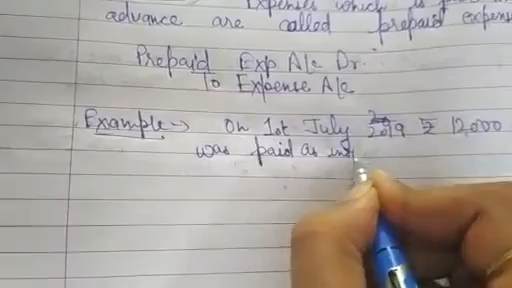 Expenses which is
advance are called prepaid expens
Prepaid Exp A/c Dr.
To Expense A/c
Example → On 1st July 2019 ₹ 12,000
was paid as